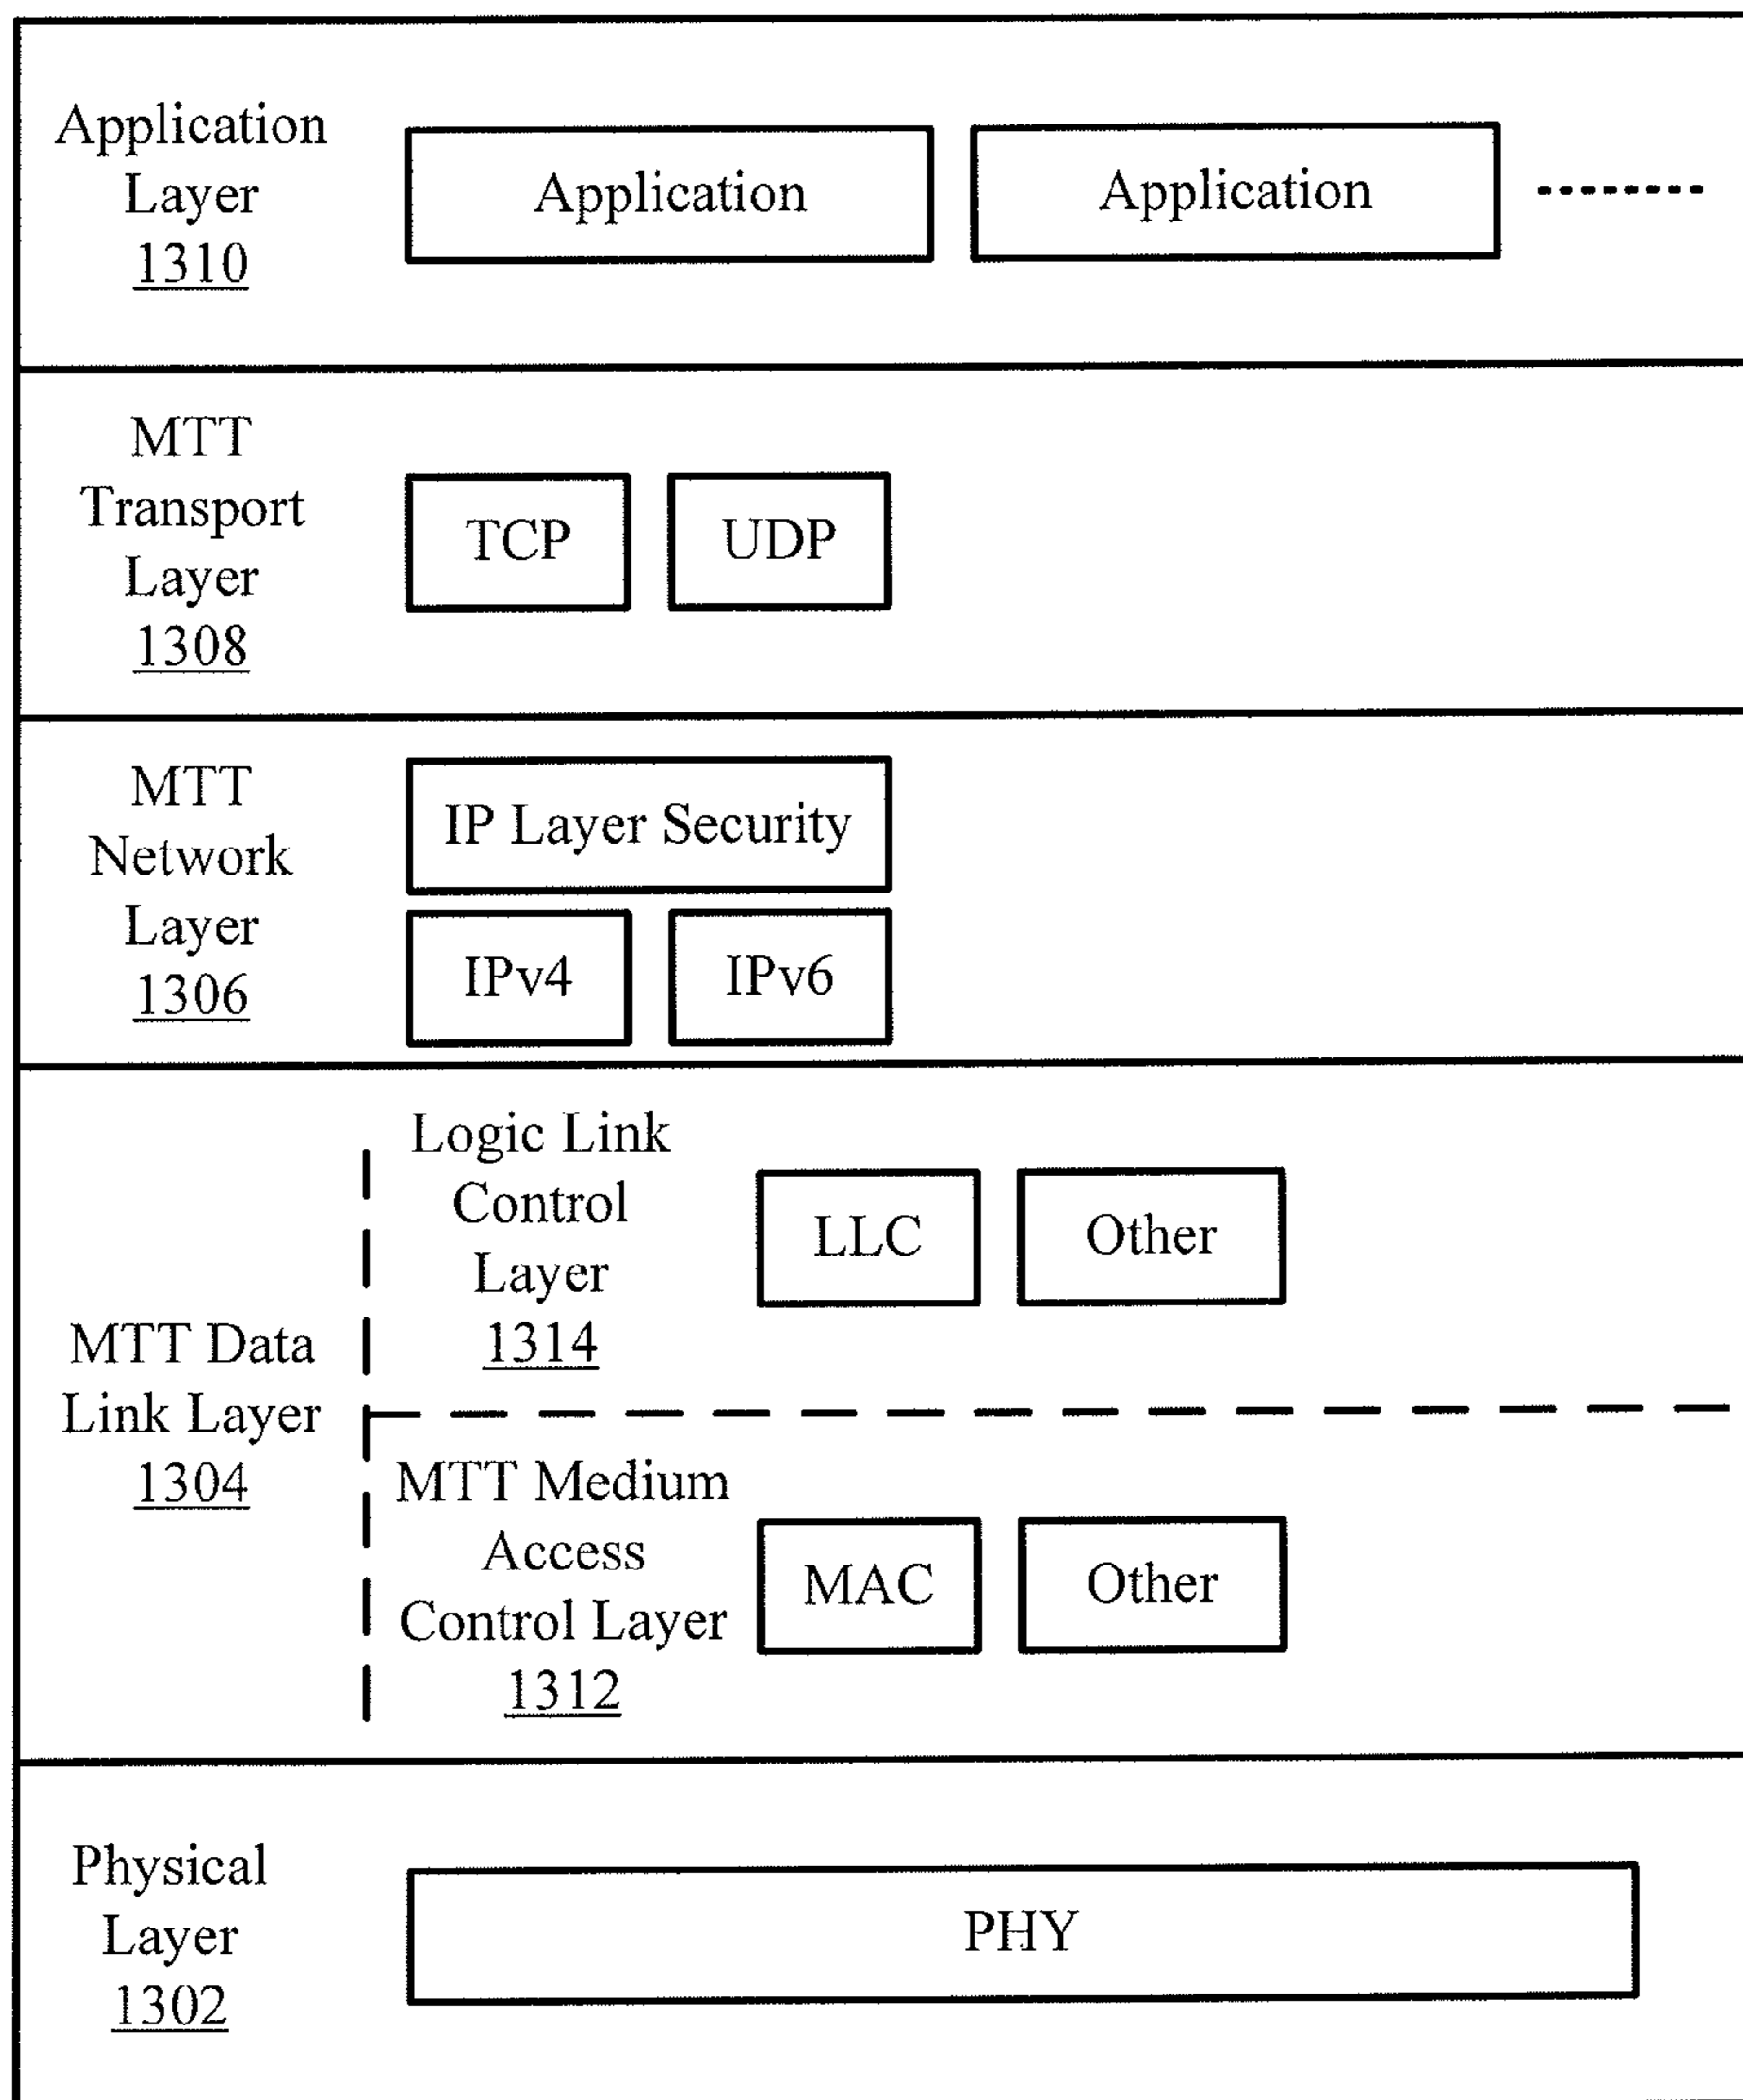 Application
Layer
1310
Application
Application
MTT
Transport
Layer
1308
TCP
UDP
MTT
Network
Layer
1306
IP Layer Security
IPv4
IPv6
MTT Data
Link Layer
1304
Logic Link
Control
Layer
1314
LLC
Other
MTT Medium
Access
Control Layer
1312
MAC
Other
Physical
Layer
1302
PHY